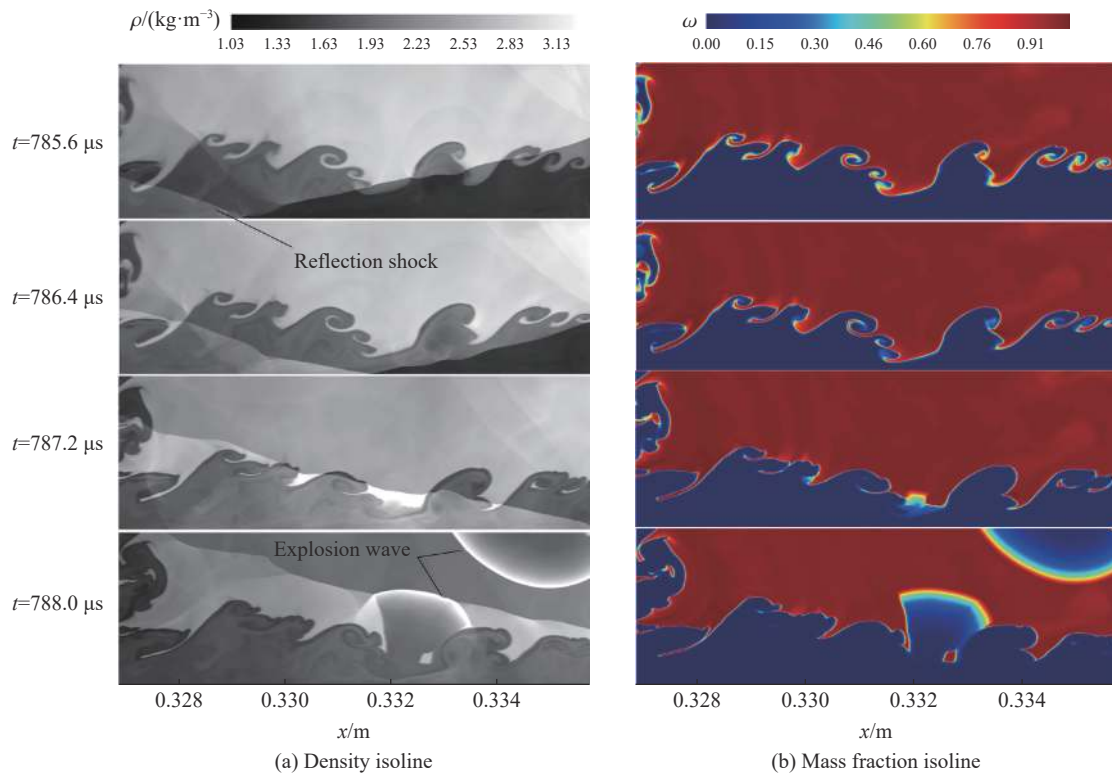 ρ/(kg·m⁻³)
1.03 1.33 1.63 1.93 2.23 2.53 2.83 3.13
ω
0.00 0.15 0.30 0.46 0.60 0.76 0.91
t=785.6 μs
Reflection shock
t=786.4 μs
t=787.2 μs
Explosion wave
t=788.0 μs
0.328 0.330 0.332 0.334
x/m
(a) Density isoline
0.328 0.330 0.332 0.334
x/m
(b) Mass fraction isoline